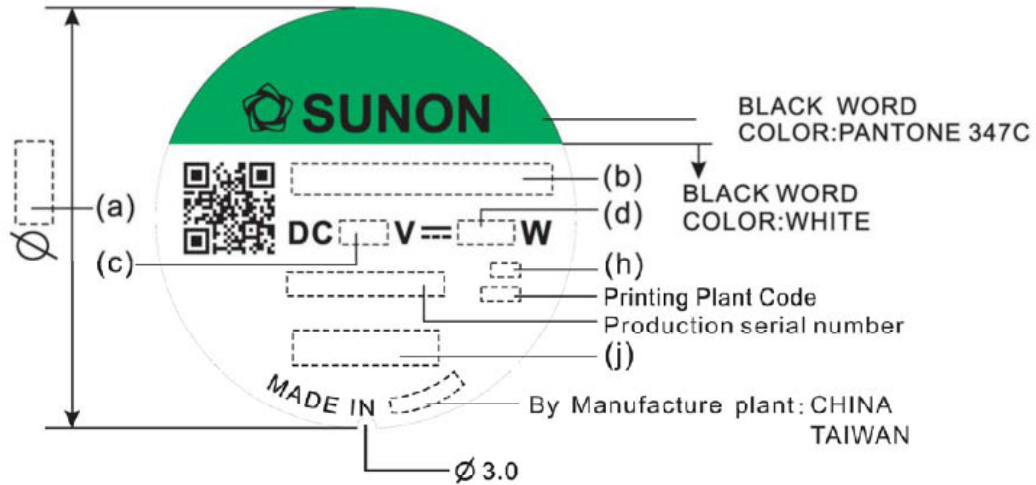 SUNON
BLACK WORD
COLOR:PANTONE 347C
(b)
BLACK WORD
COLOR:WHITE
(a)
Ø
(d)
DC V W
(c)
(h)
Printing Plant Code
Production serial number
(j)
MADE IN
By Manufacture plant: CHINA
TAIWAN
Ø 3.0